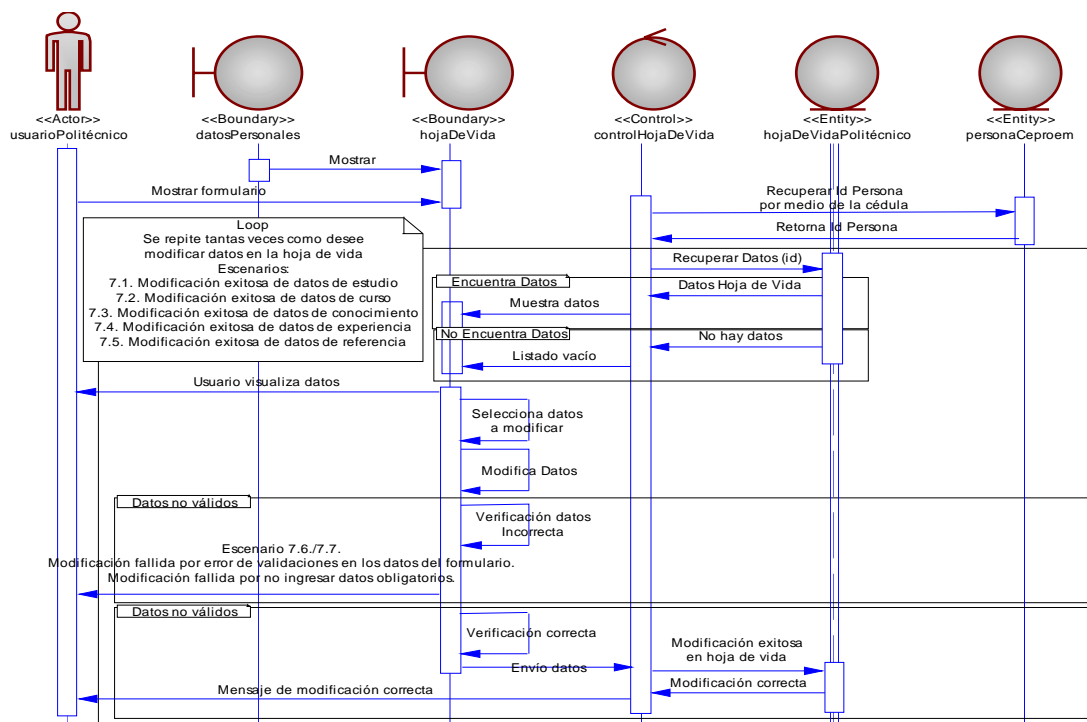 <<Actor>>
usuarioPolitécnico
<<Boundary>>
datosPersonales
<<Boundary>>
hojaDeVida
<<Control>>
controlHojaDeVida
<<Entity>>
hojaDeVidaPolitécnico
<<Entity>>
personaCeproem
Mostrar
Mostrar formulario
Recuperar Id Persona
por medio de la cédula
Retorna Id Persona
Loop
Se repite tantas veces como desee
modificar datos en la hoja de vida
Escenarios:
7.1. Modificación exitosa de datos de estudio
7.2. Modificación exitosa de datos de curso
7.3. Modificación exitosa de datos de conocimiento
7.4. Modificación exitosa de datos de experiencia
7.5. Modificación exitosa de datos de referencia
Recuperar Datos (id)
Encuentra Datos
Datos Hoja de Vida
Muestra datos
No Encuentra Datos
No hay datos
Listado vacío
Usuario visualiza datos
Selecciona datos
a modificar
Modifica Datos
Datos no válidos
Verificación datos
Incorrecta
Escenario 7.6./7.7.
Modificación fallida por error de validaciones en los datos del formulario.
Modificación fallida por no ingresar datos obligatorios.
Datos no válidos
Verificación correcta
Envío datos
Modificación exitosa
en hoja de vida
Modificación correcta
Mensaje de modificación correcta